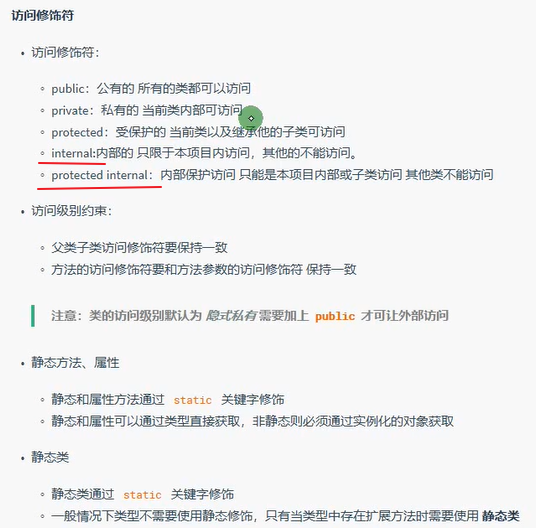 访问修饰符
访问修饰符：
public：公有的 所有的类都可以访问
private：私有的 当前类内部可访问
protected：受保护的 当前类以及继承他的子类可访问
internal:内部的 只限于本项目内访问，其他的不能访问。
protected internal：内部保护访问 只能是本项目内部或子类访问 其他类不能访问
访问级别约束：
父类子类访问修饰符要保持一致
方法的访问修饰符要和方法参数的访问修饰符 保持一致
注意：类的访问级别默认为 隐式私有 需要加上 public 才可让外部访问
静态方法、属性
静态和属性方法通过 static 关键字修饰
静态和属性可以通过类型直接获取，非静态则必须通过实例化的对象获取
静态类
静态类通过 static 关键字修饰
一般情况下类型不需要使用静态修饰，只有当类型中存在扩展方法时需要使用 静态类